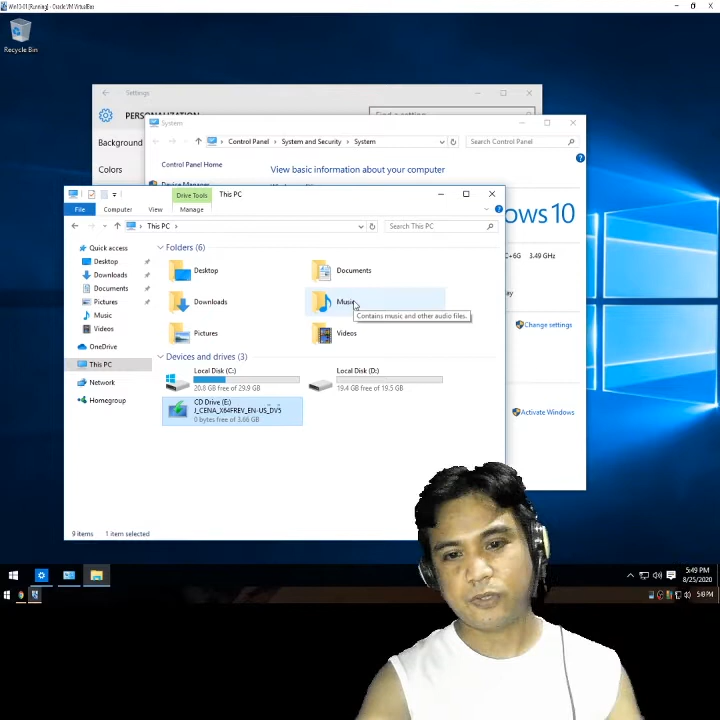 Win10-01 [Running] - Oracle VM VirtualBox
Recycle Bin
Settings
PERSONALIZATION
Find a setting
Background
Colors
System
Control Panel > System and Security > System
Search Control Panel
Control Panel Home
View basic information about your computer
Device Manager
Drive Tools
This PC
File
Computer
View
Manage
This PC >
Search This PC
Quick access
Desktop
Downloads
Documents
Pictures
Music
Videos
OneDrive
This PC
Network
Homegroup
Folders (6)
Desktop
Documents
Downloads
Music
Contains music and other audio files.
Pictures
Videos
Devices and drives (3)
Local Disk (C:)
20.8 GB free of 29.9 GB
Local Disk (D:)
19.4 GB free of 19.5 GB
CD Drive (E:)
J_CENA_X64FREV_EN-US_DV5
0 bytes free of 3.66 GB
9 items
1 item selected
ows 10
3.49 GHz
lay
Change settings
Activate Windows
5:49 PM
8/25/2020